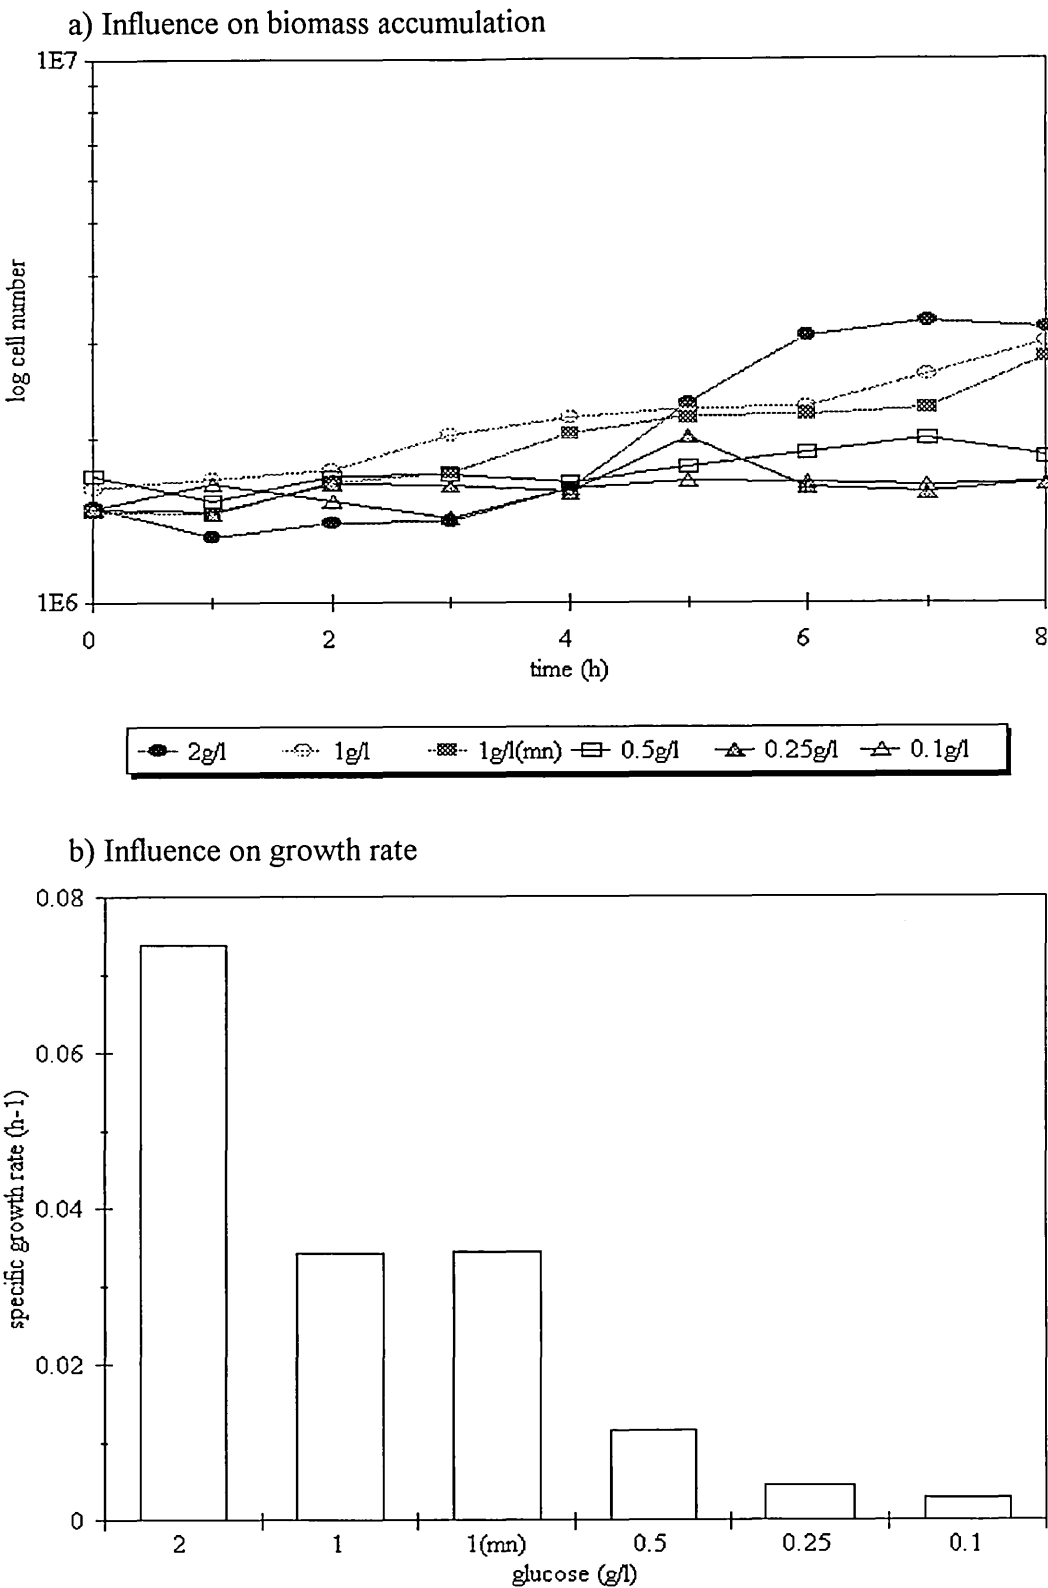 a) Influence on biomass accumulation
1E7
log cell number
1E6
0 2 4 6 8
time (h)
2g/l 1g/l 1g/l(mn) 0.5g/l 0.25g/l 0.1g/l
b) Influence on growth rate
0.08
0.06
specific growth rate (h-1)
0.04
0.02
0
2 1 1(mn) 0.5 0.25 0.1
glucose (g/l)